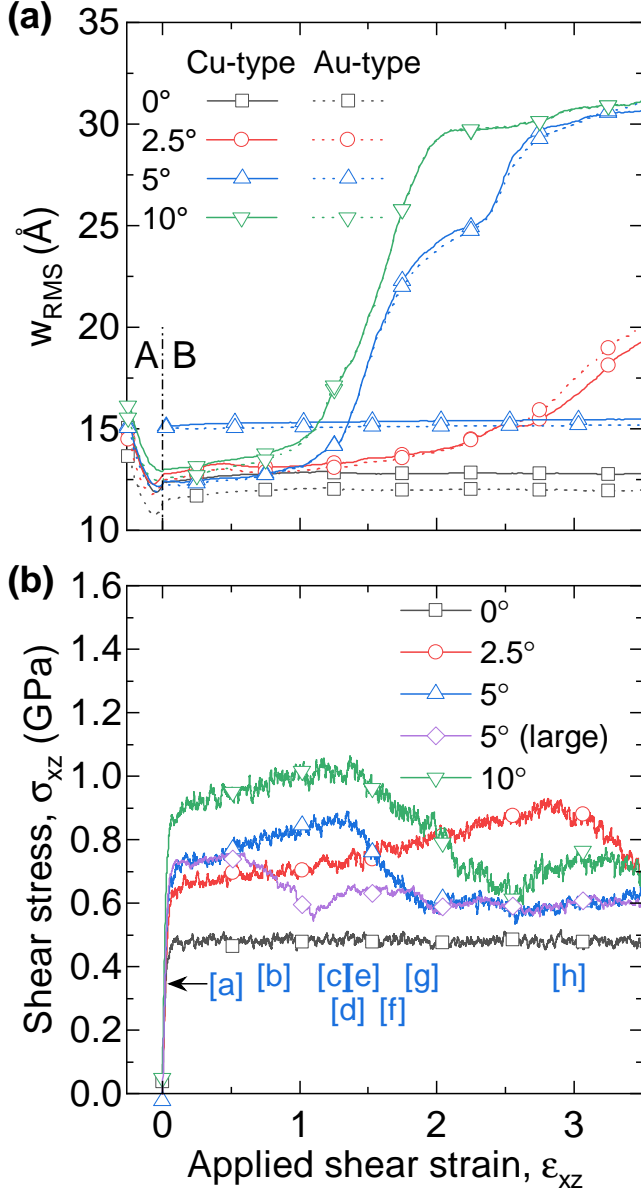 (a)
35
30
25
20
15
10
w_RMS (Å)
Cu-type Au-type
0°
2.5°
5°
10°
A B
(b)
1.6
1.4
1.2
1.0
0.8
0.6
0.4
0.2
0.0
Shear stress, σ_xz (GPa)
0°
2.5°
5°
5° (large)
10°
[a] [b] [c] [e] [g] [h]
[d] [f]
0 1 2 3
Applied shear strain, ε_xz